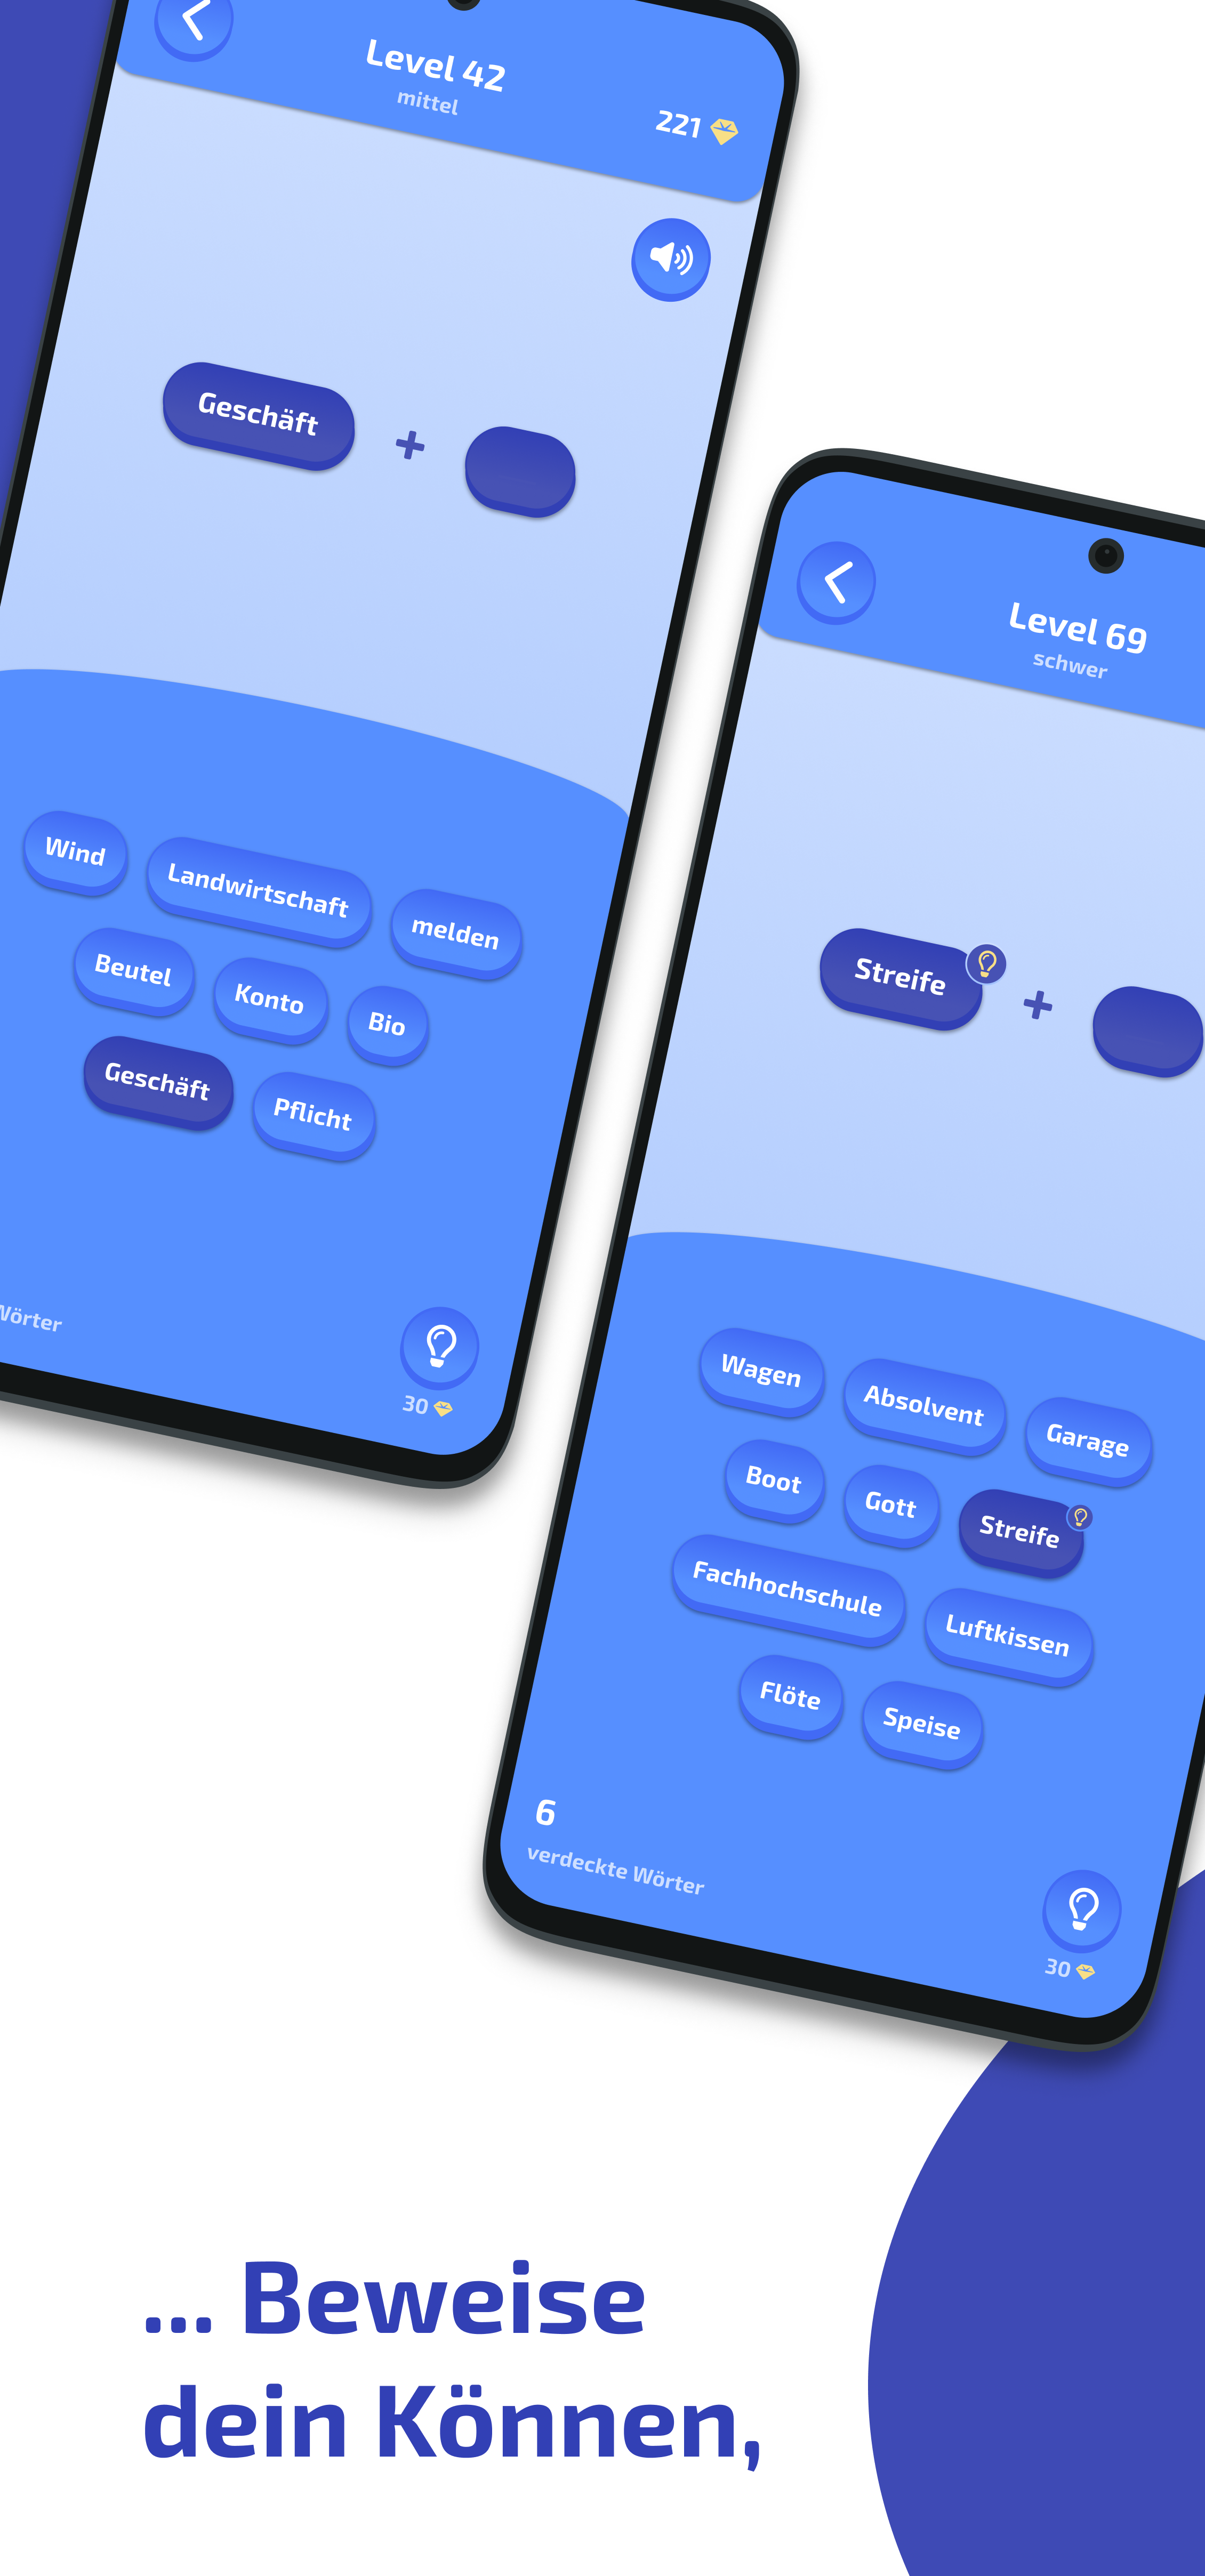 Level 42
mittel
221
Geschäft
+
Wind
Landwirtschaft
melden
Beutel
Konto
Bio
Geschäft
Pflicht
Wörter
30
Level 69
schwer
Streife
+
Wagen
Absolvent
Garage
Boot
Gott
Streife
Fachhochschule
Luftkissen
Flöte
Speise
6
verdeckte Wörter
30
... Beweise
dein Können,